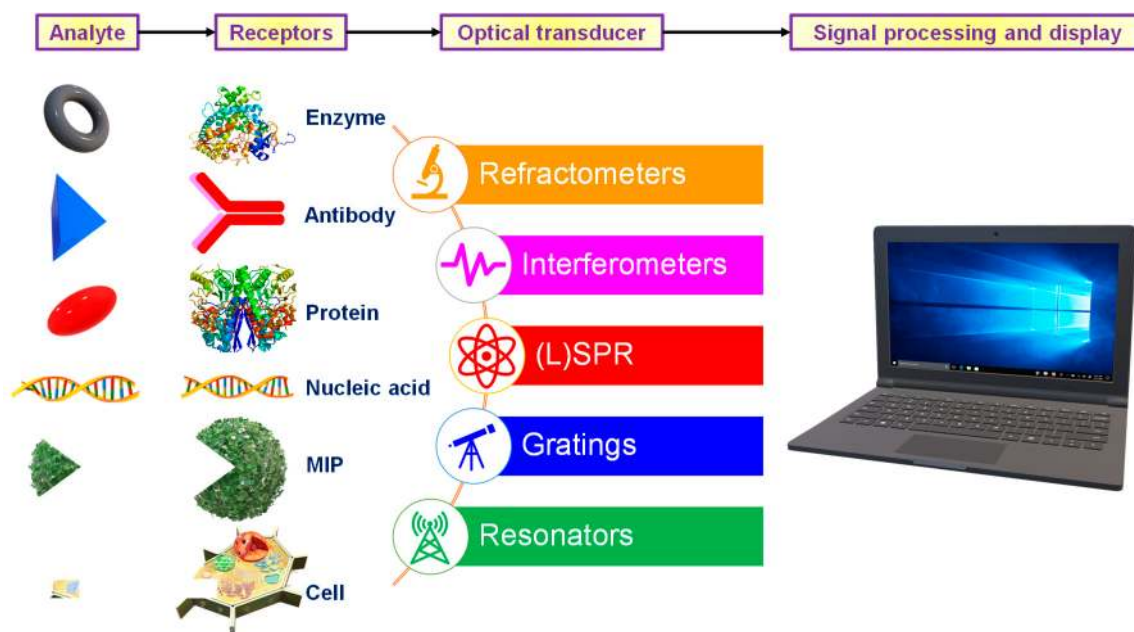 Analyte
Receptors
Optical transducer
Signal processing and display
Enzyme
Antibody
Protein
Nucleic acid
MIP
Cell
Refractometers
Interferometers
(L)SPR
Gratings
Resonators